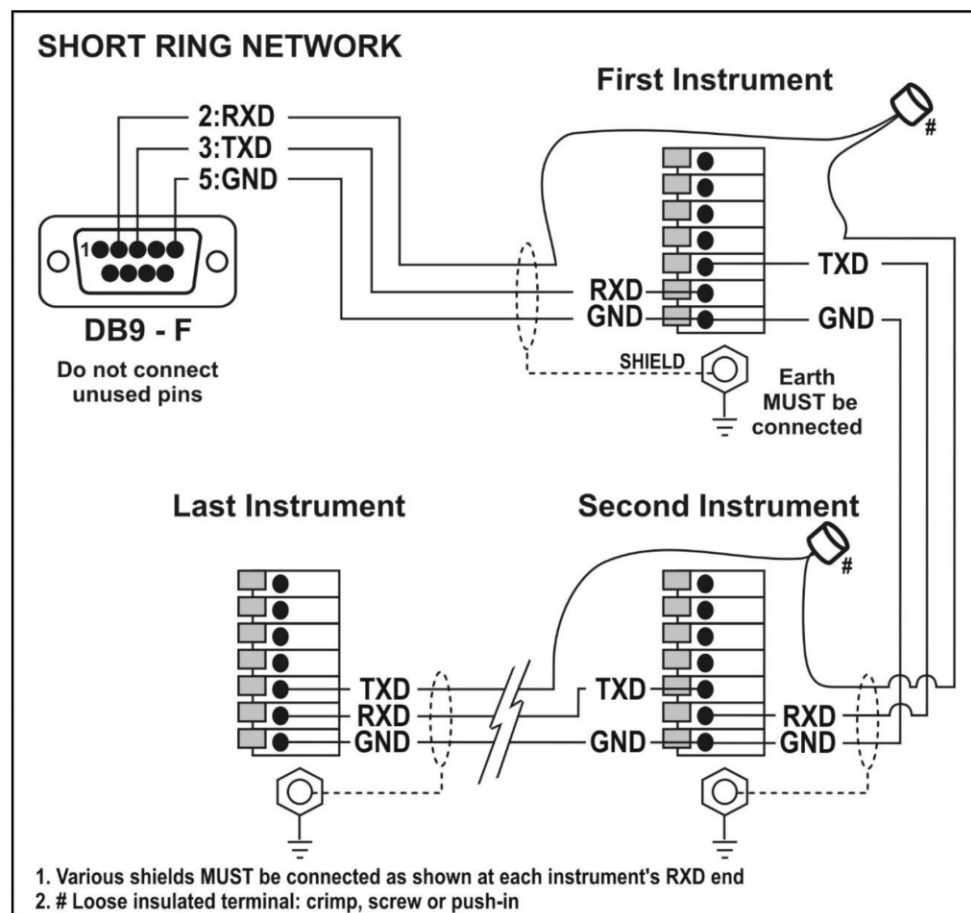 SHORT RING NETWORK
First Instrument
2:RXD
3:TXD
5:GND
#
1
TXD
RXD
GND
GND
DB9 - F
Do not connect
unused pins
SHIELD
Earth
MUST be
connected
Last Instrument
Second Instrument
#
TXD
TXD
RXD
RXD
GND
GND
GND
1. Various shields MUST be connected as shown at each instrument's RXD end
2. # Loose insulated terminal: crimp, screw or push-in